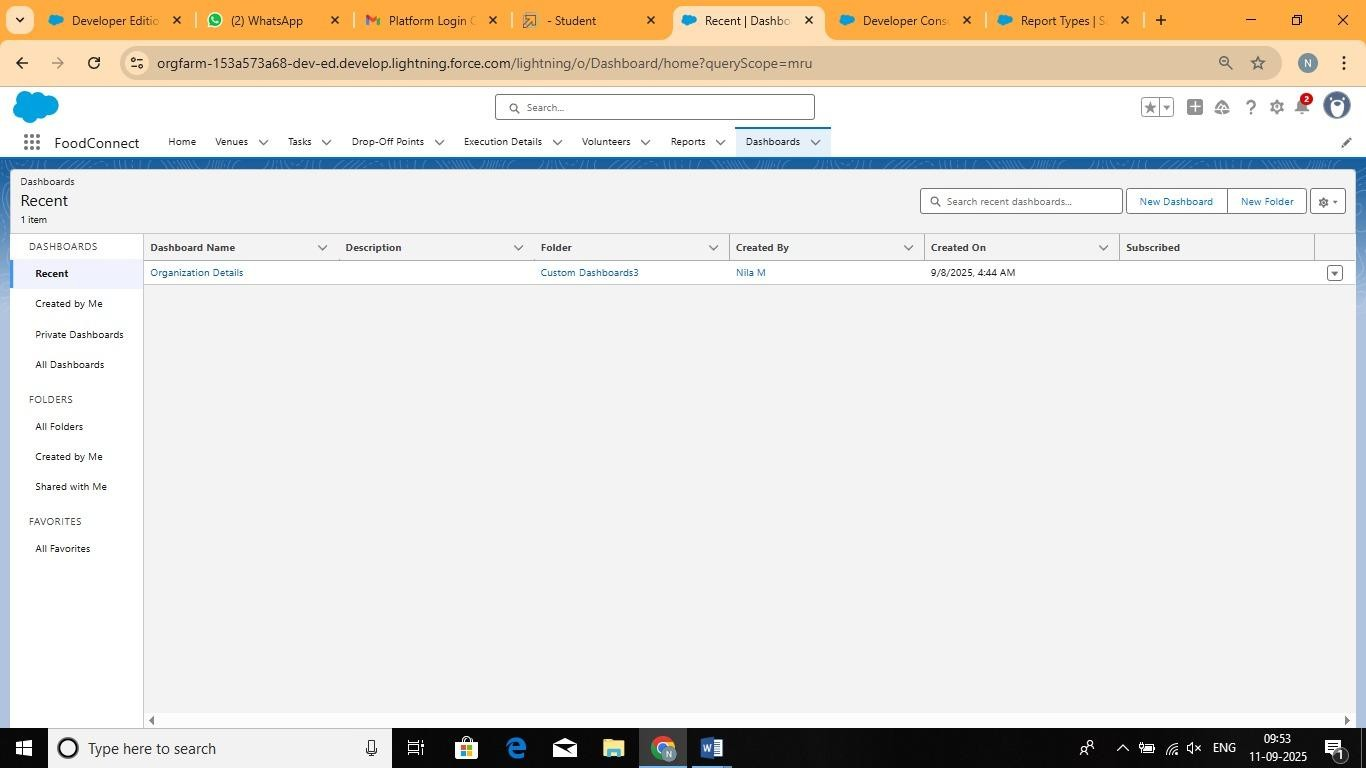 Developer Editio
(2) WhatsApp
Platform Login C
- Student
Recent | Dashbo
Developer Cons
Report Types | S
orgfarm-153a573a68-dev-ed.develop.lightning.force.com/lightning/o/Dashboard/home?queryScope=mru
N
Search...
2
FoodConnect
Home
Venues
Tasks
Drop-Off Points
Execution Details
Volunteers
Reports
Dashboards
Dashboards
Recent
1 item
Search recent dashboards...
New Dashboard
New Folder
DASHBOARDS
Recent
Created by Me
Private Dashboards
All Dashboards
FOLDERS
All Folders
Created by Me
Shared with Me
FAVORITES
All Favorites
Dashboard Name
Description
Folder
Created By
Created On
Subscribed
Organization Details
Custom Dashboards3
Nila M
9/8/2025, 4:44 AM
Type here to search
N
ENG
09:53
11-09-2025
1